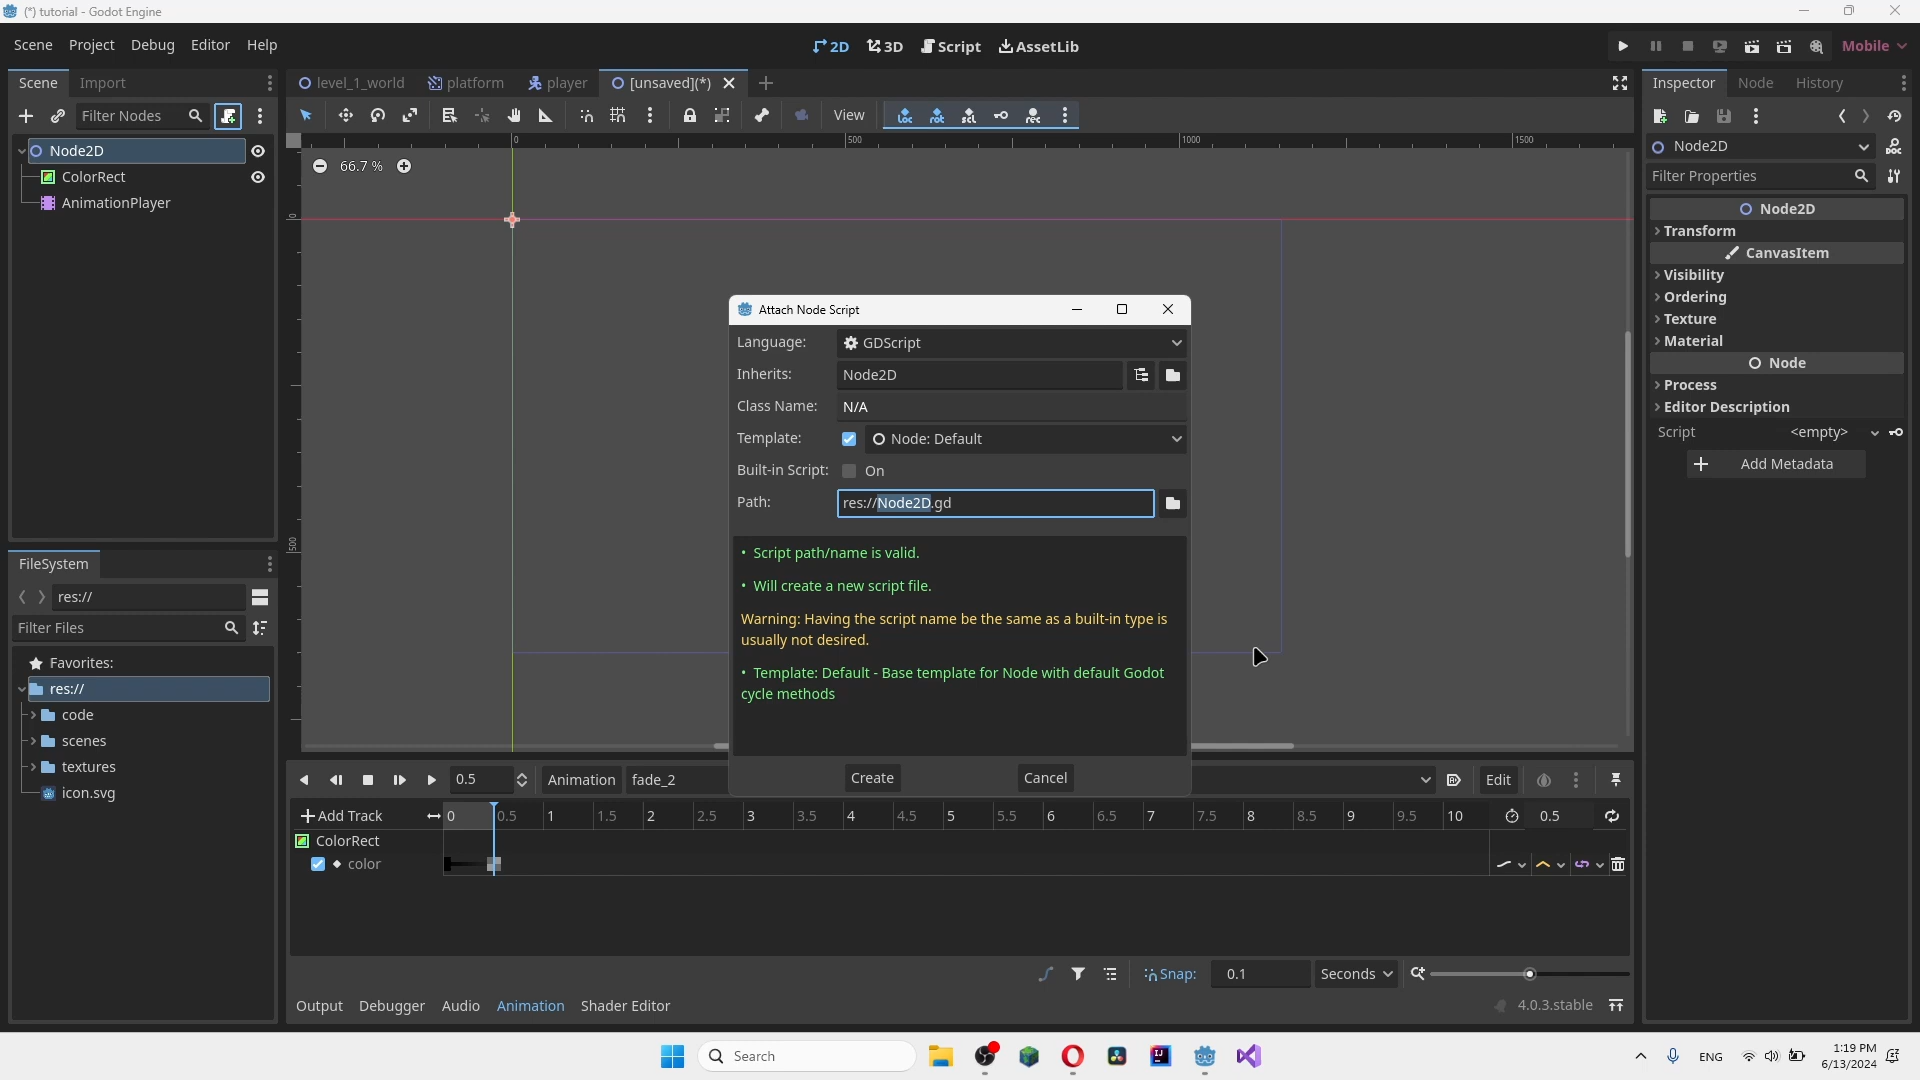 (*) tutorial - Godot Engine
Scene Project Debug Editor Help
2D 3D Script AssetLib
Mobile
Scene Import
level_1_world platform player [unsaved](*)
Inspector Node History
Filter Nodes
View
Node2D
ColorRect
AnimationPlayer
0 500 1000 1500
66.7 %
0
500
Node2D
Filter Properties
Node2D
Transform
CanvasItem
Visibility
Ordering
Texture
Material
Node
Process
Editor Description
Script <empty>
Add Metadata
Attach Node Script
Language: GDScript
Inherits: Node2D
Class Name: N/A
Template: Node: Default
Built-in Script: On
Path: res://Node2D.gd
• Script path/name is valid.
• Will create a new script file.
Warning: Having the script name be the same as a built-in type is
usually not desired.
• Template: Default - Base template for Node with default Godot
cycle methods
Create Cancel
FileSystem
res://
Filter Files
Favorites:
res://
code
scenes
textures
icon.svg
0.5 Animation fade_2 Edit
Add Track 0 0.5 1 1.5 2 2.5 3 3.5 4 4.5 5 5.5 6 6.5 7 7.5 8 8.5 9 9.5 10 0.5
ColorRect
color
Snap: 0.1 Seconds
Output Debugger Audio Animation Shader Editor
4.0.3.stable
Search
ENG
1:19 PM
6/13/2024